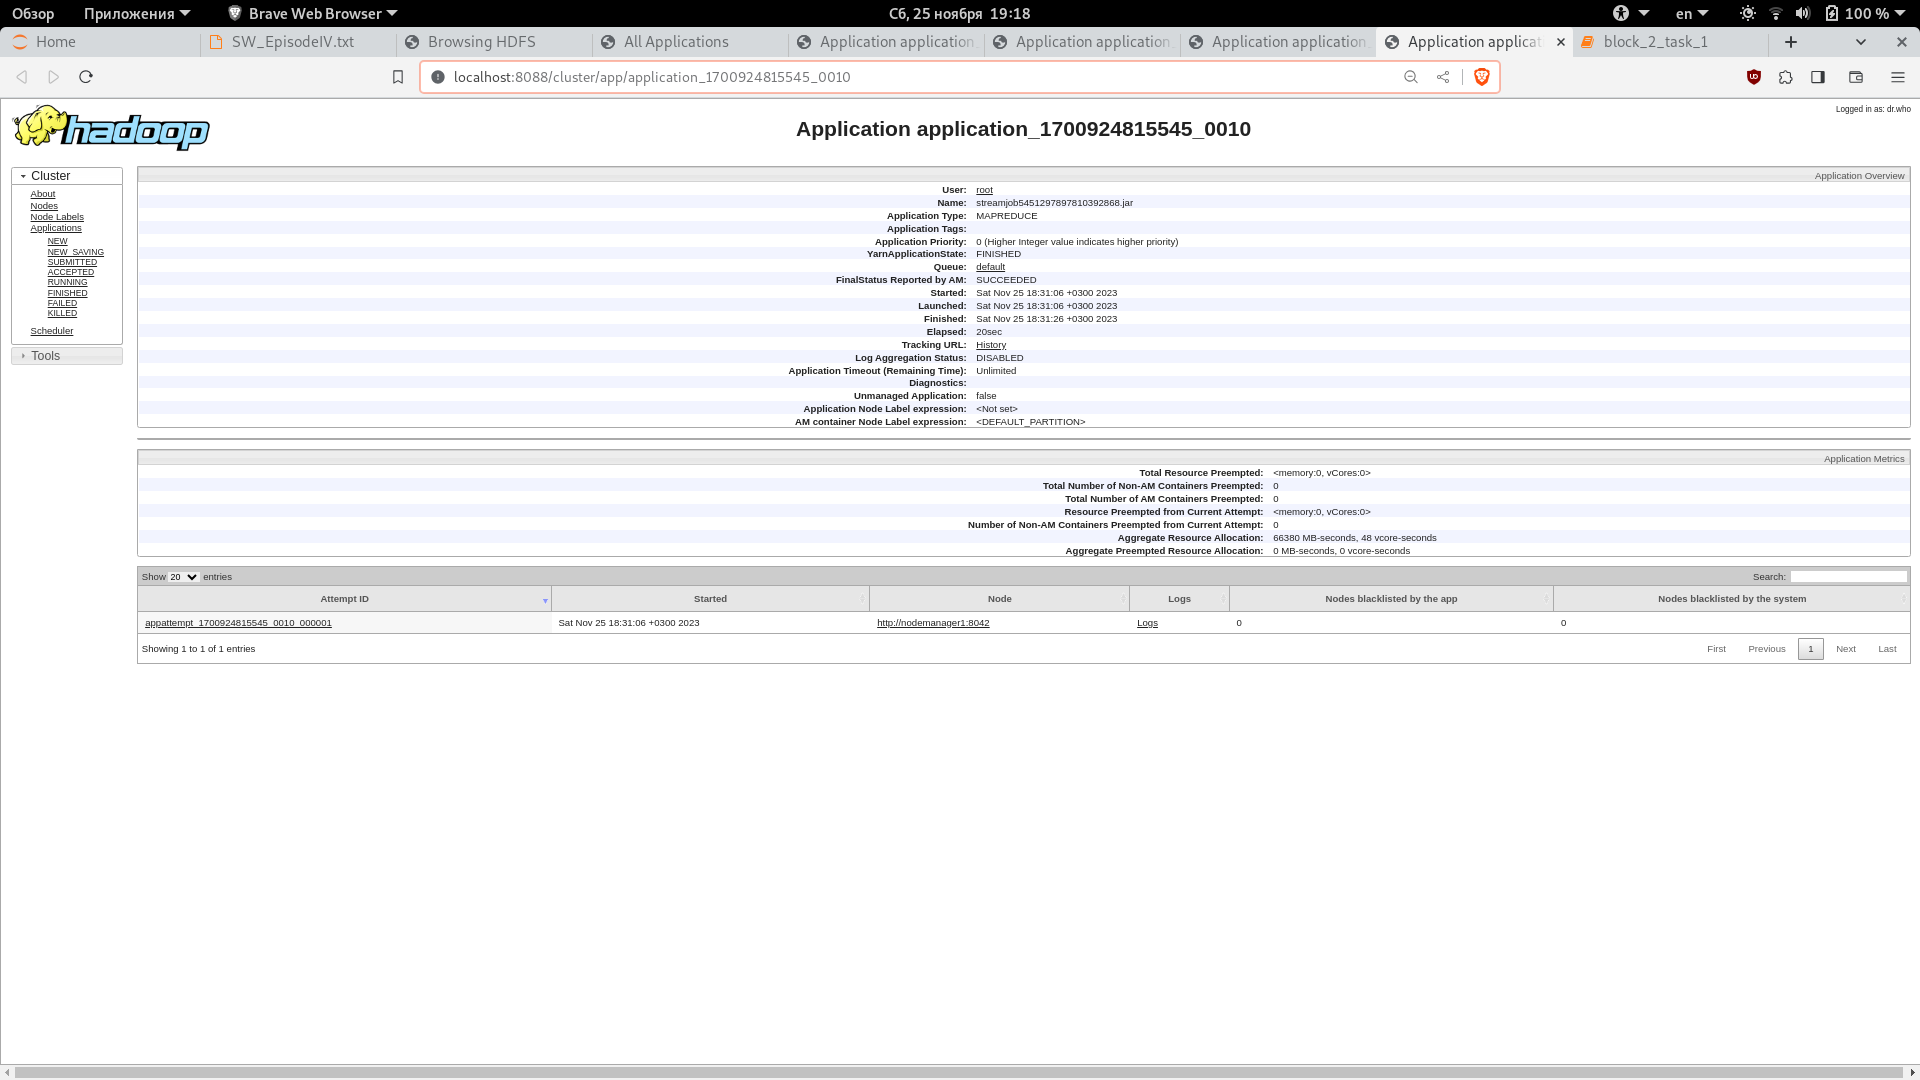 Обзор Приложения Brave Web Browser Сб, 25 ноября 19:18 en 100 %
Home SW_EpisodeIV.txt Browsing HDFS All Applications Application application Application application Application application Application applicat block_2_task_1
localhost:8088/cluster/app/application_1700924815545_0010
Logged in as: dr.who
hadoop
Application application_1700924815545_0010
Cluster
About
Nodes
Node Labels
Applications
NEW
NEW_SAVING
SUBMITTED
ACCEPTED
RUNNING
FINISHED
FAILED
KILLED
Scheduler
Tools
Application Overview
User: root
Name: streamjob5451297897810392868.jar
Application Type: MAPREDUCE
Application Tags:
Application Priority: 0 (Higher Integer value indicates higher priority)
YarnApplicationState: FINISHED
Queue: default
FinalStatus Reported by AM: SUCCEEDED
Started: Sat Nov 25 18:31:06 +0300 2023
Launched: Sat Nov 25 18:31:06 +0300 2023
Finished: Sat Nov 25 18:31:26 +0300 2023
Elapsed: 20sec
Tracking URL: History
Log Aggregation Status: DISABLED
Application Timeout (Remaining Time): Unlimited
Diagnostics:
Unmanaged Application: false
Application Node Label expression: <Not set>
AM container Node Label expression: <DEFAULT_PARTITION>
Application Metrics
Total Resource Preempted: <memory:0, vCores:0>
Total Number of Non-AM Containers Preempted: 0
Total Number of AM Containers Preempted: 0
Resource Preempted from Current Attempt: <memory:0, vCores:0>
Number of Non-AM Containers Preempted from Current Attempt: 0
Aggregate Resource Allocation: 66380 MB-seconds, 48 vcore-seconds
Aggregate Preempted Resource Allocation: 0 MB-seconds, 0 vcore-seconds
Show 20 entries Search:
Attempt ID Started Node Logs Nodes blacklisted by the app Nodes blacklisted by the system
appattempt_1700924815545_0010_000001 Sat Nov 25 18:31:06 +0300 2023 http://nodemanager1:8042 Logs 0 0
Showing 1 to 1 of 1 entries First Previous 1 Next Last